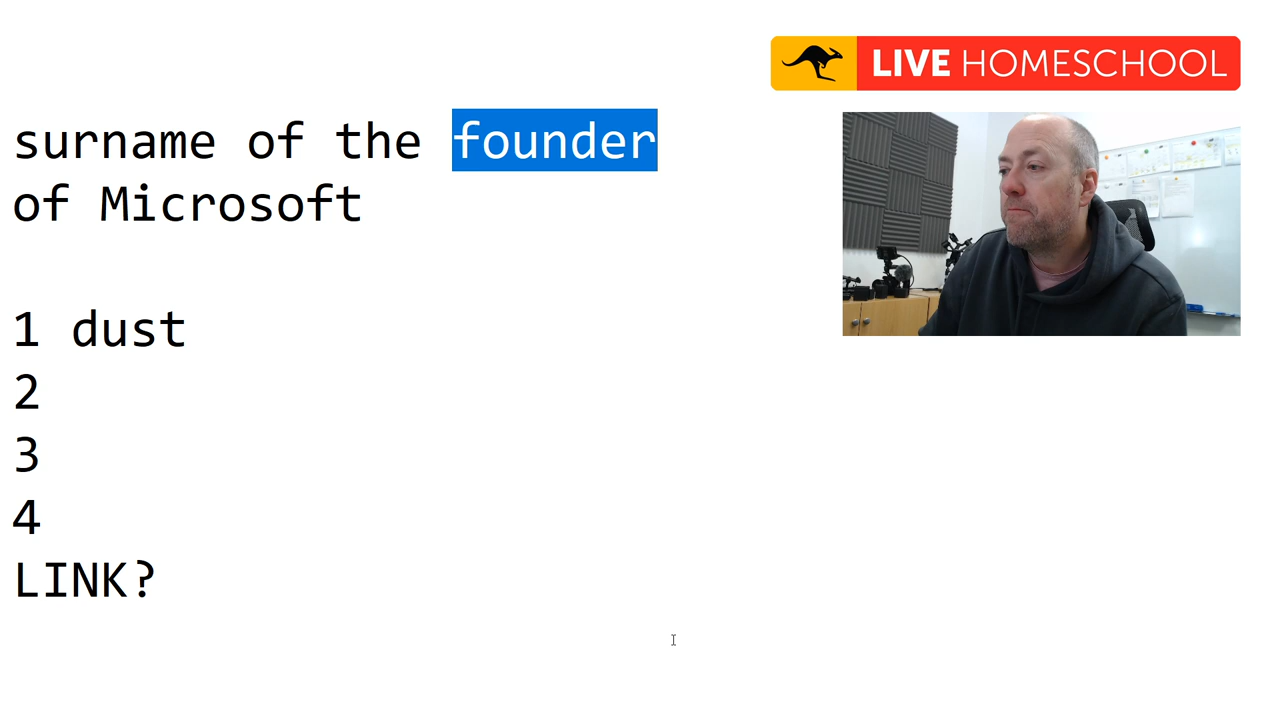 LIVE HOMESCHOOL
surname of the founder
of Microsoft
1 dust
2
3
4
LINK?